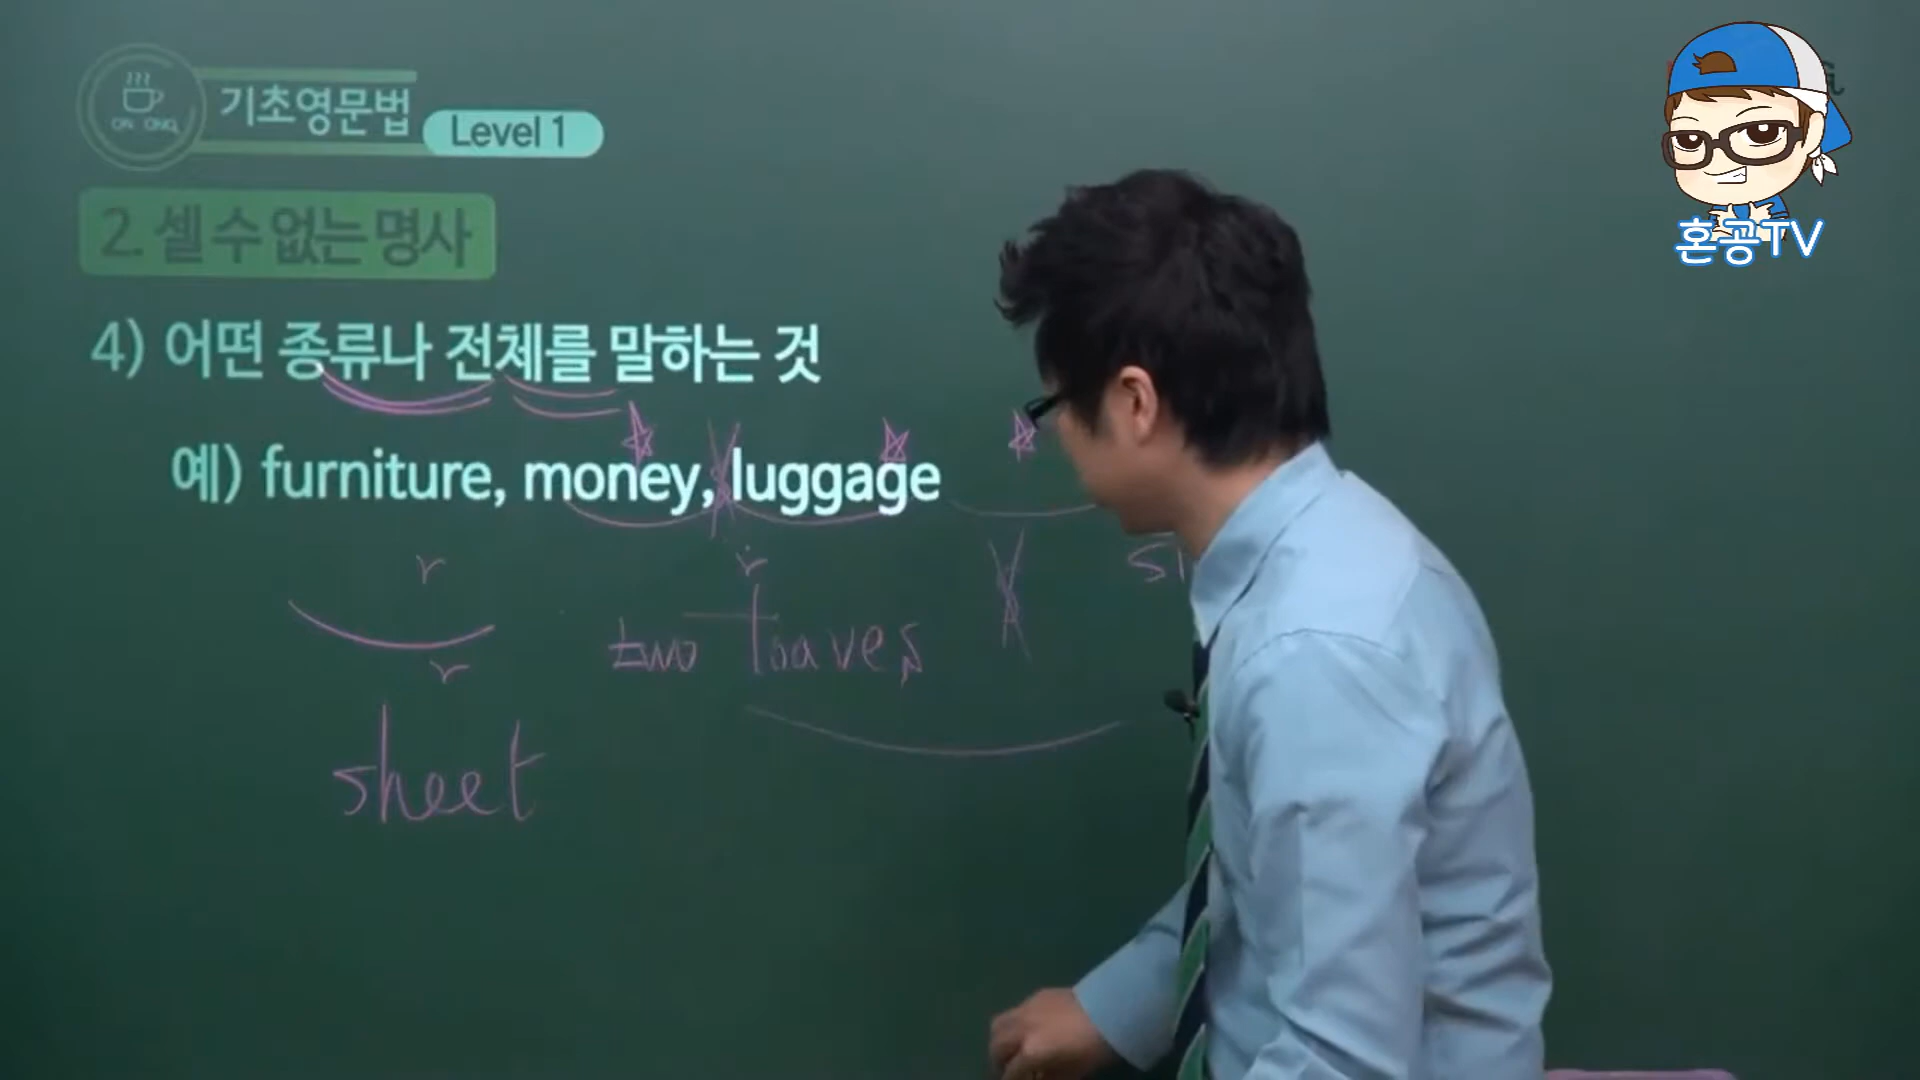 ON ONQ
기초영문법
Level 1
혼공TV
2. 셀 수 없는 명사
4) 어떤 종류나 전체를 말하는 것
예) furniture, money, luggage
two loaves
sheet